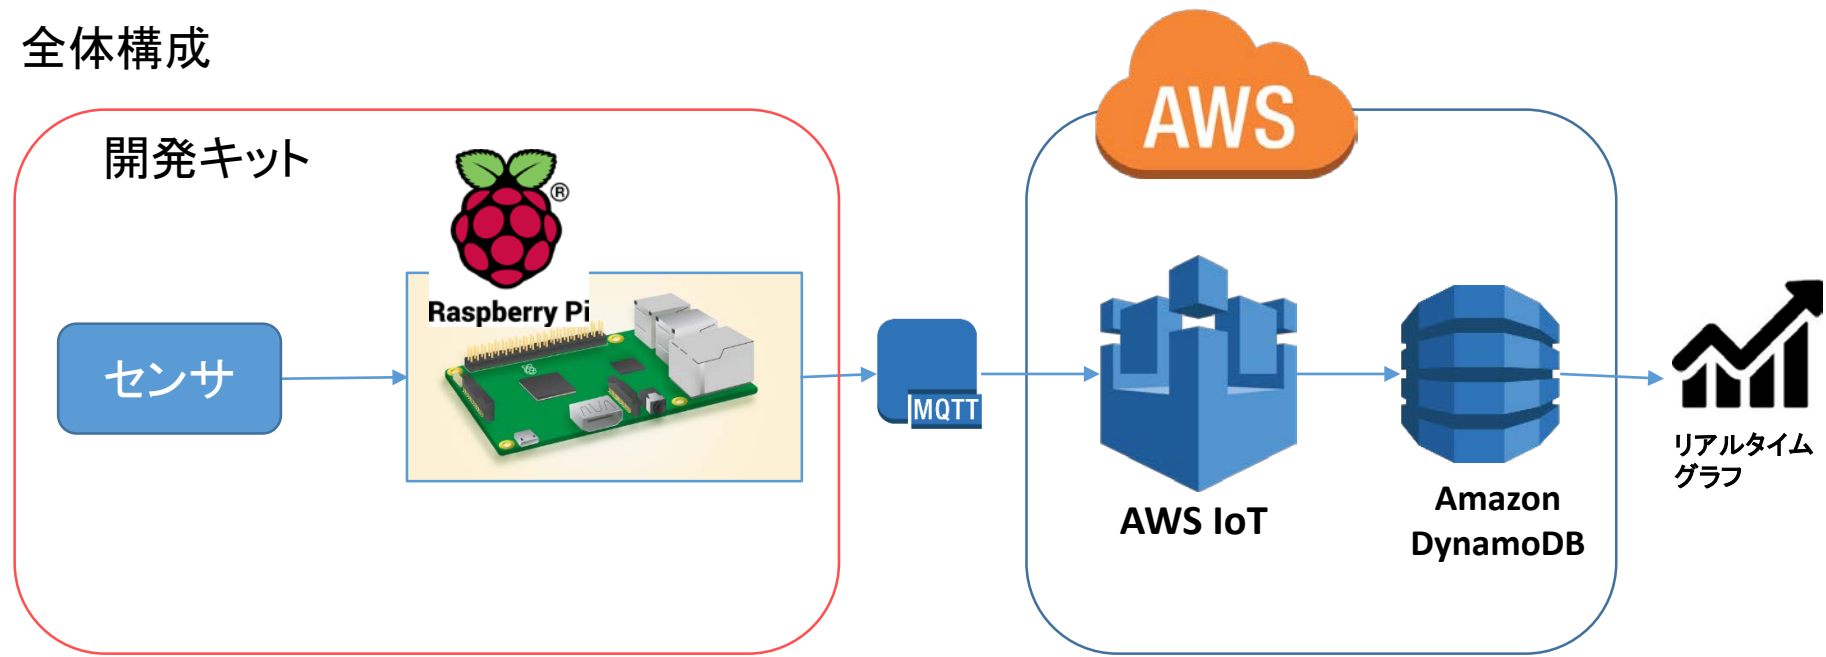 全体構成
開発キット
AWS
®
Raspberry Pi
センサ
MQTT
リアルタイム
グラフ
AWS IoT
Amazon
DynamoDB